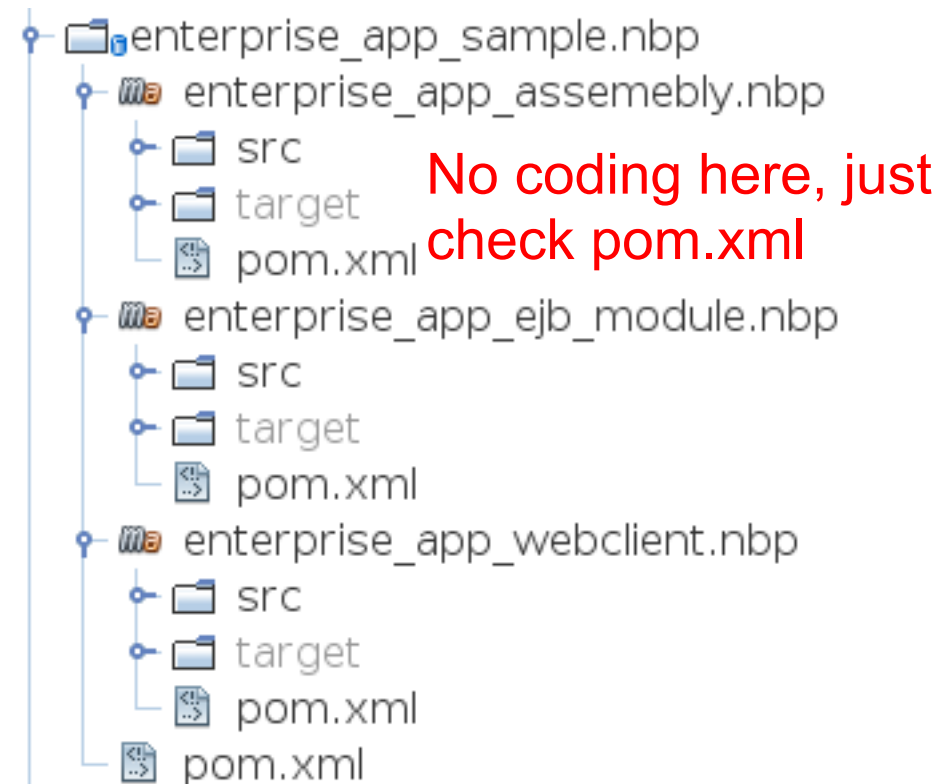 enterprise_app_sample.nbp
enterprise_app_assemebly.nbp
src
target
pom.xml
No coding here, just
check pom.xml
enterprise_app_ejb_module.nbp
src
target
pom.xml
enterprise_app_webclient.nbp
src
target
pom.xml
pom.xml